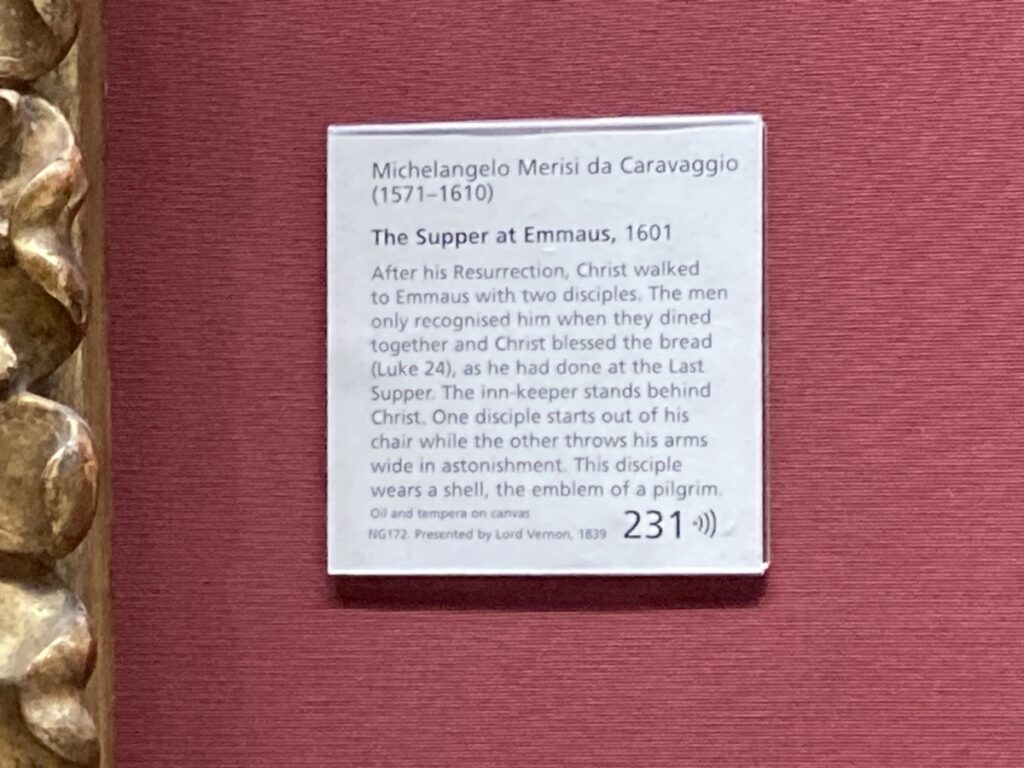 Michelangelo Merisi da Caravaggio
(1571–1610)
The Supper at Emmaus, 1601
After his Resurrection, Christ walked
to Emmaus with two disciples. The men
only recognised him when they dined
together and Christ blessed the bread
(Luke 24), as he had done at the Last
Supper. The inn-keeper stands behind
Christ. One disciple starts out of his
chair while the other throws his arms
wide in astonishment. This disciple
wears a shell, the emblem of a pilgrim.
Oil and tempera on canvas
NG172. Presented by Lord Vernon, 1839
231